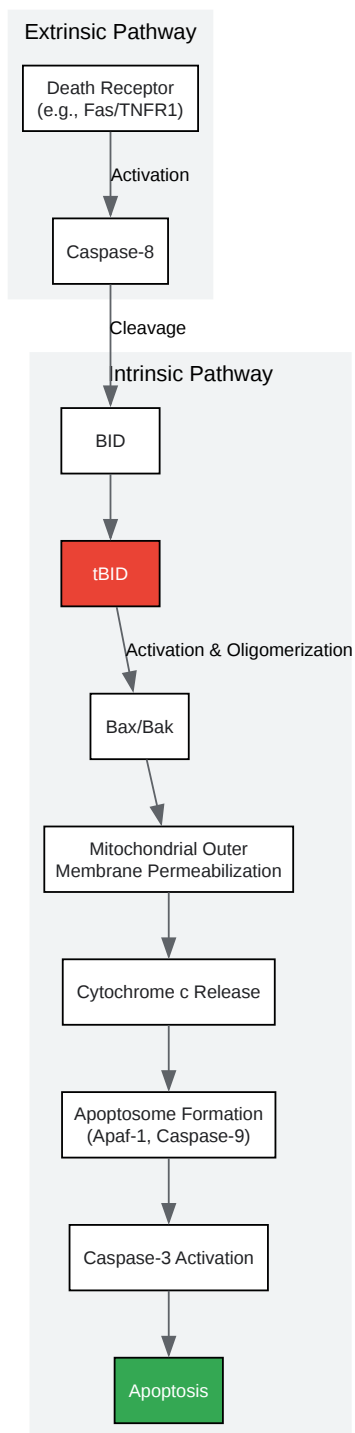 Extrinsic Pathway
Death Receptor
(e.g., Fas/TNFR1)
Activation
Caspase-8
Cleavage
Intrinsic Pathway
BID
tBID
Activation & Oligomerization
Bax/Bak
Mitochondrial Outer
Membrane Permeabilization
Cytochrome c Release
Apoptosome Formation
(Apaf-1, Caspase-9)
Caspase-3 Activation
Apoptosis